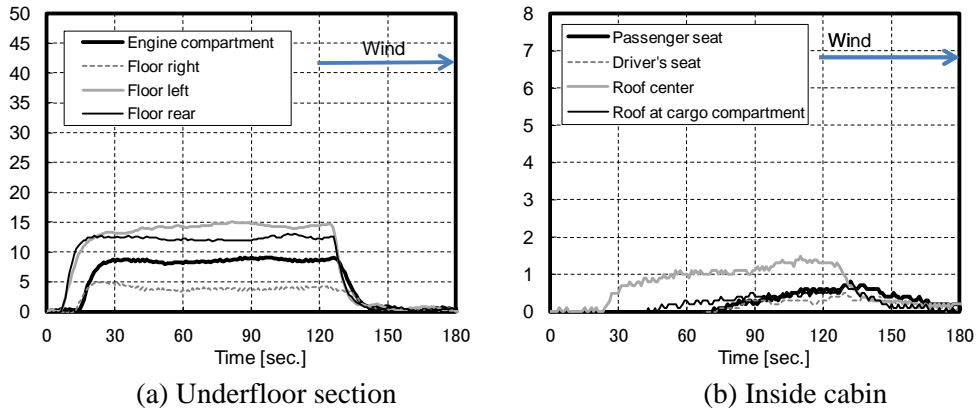 50
45
40
35
30
25
20
15
10
5
0
Engine compartment
Floor right
Floor left
Floor rear
Wind
0 30 60 90 120 150 180
Time [sec.]
(a) Underfloor section
8
7
6
5
4
3
2
1
0
Passenger seat
Driver's seat
Roof center
Roof at cargo compartment
Wind
0 30 60 90 120 150 180
Time [sec.]
(b) Inside cabin